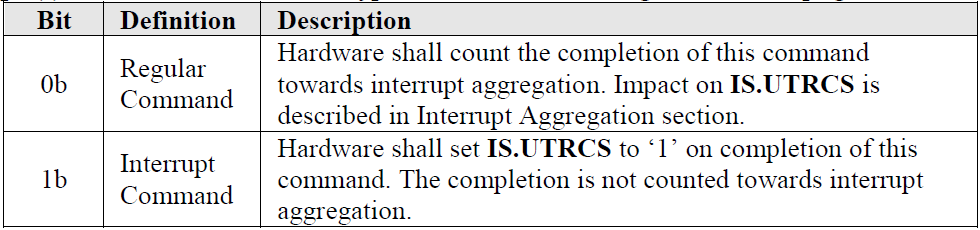 Bit Definition Description
0b Regular Command Hardware shall count the completion of this command
towards interrupt aggregation. Impact on IS.UTRCS is
described in Interrupt Aggregation section.
1b Interrupt Command Hardware shall set IS.UTRCS to ‘1’ on completion of this
command. The completion is not counted towards interrupt
aggregation.